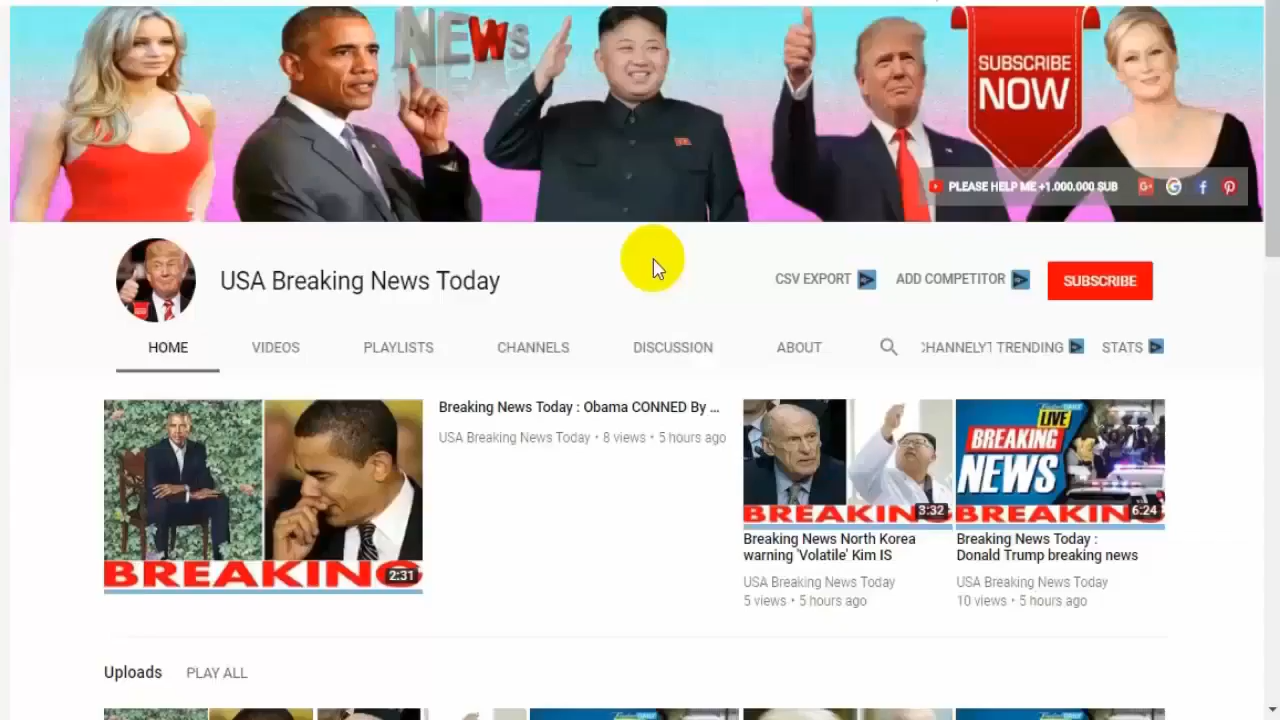 NEWS
SUBSCRIBE
NOW
PLEASE HELP ME +1.000.000 SUB
USA Breaking News Today
CSV EXPORT
ADD COMPETITOR
SUBSCRIBE
HOME
VIDEOS
PLAYLISTS
CHANNELS
DISCUSSION
ABOUT
CHANNELYT TRENDING
STATS
Breaking News Today : Obama CONNED By ...
USA Breaking News Today • 8 views • 5 hours ago
BREAKING
2:31
BREAKIN
3:32
LIVE
BREAKING
NEWS
BREAKIN
6:24
Breaking News North Korea
warning 'Volatile' Kim IS
USA Breaking News Today
5 views • 5 hours ago
Breaking News Today :
Donald Trump breaking news
USA Breaking News Today
10 views • 5 hours ago
Uploads
PLAY ALL